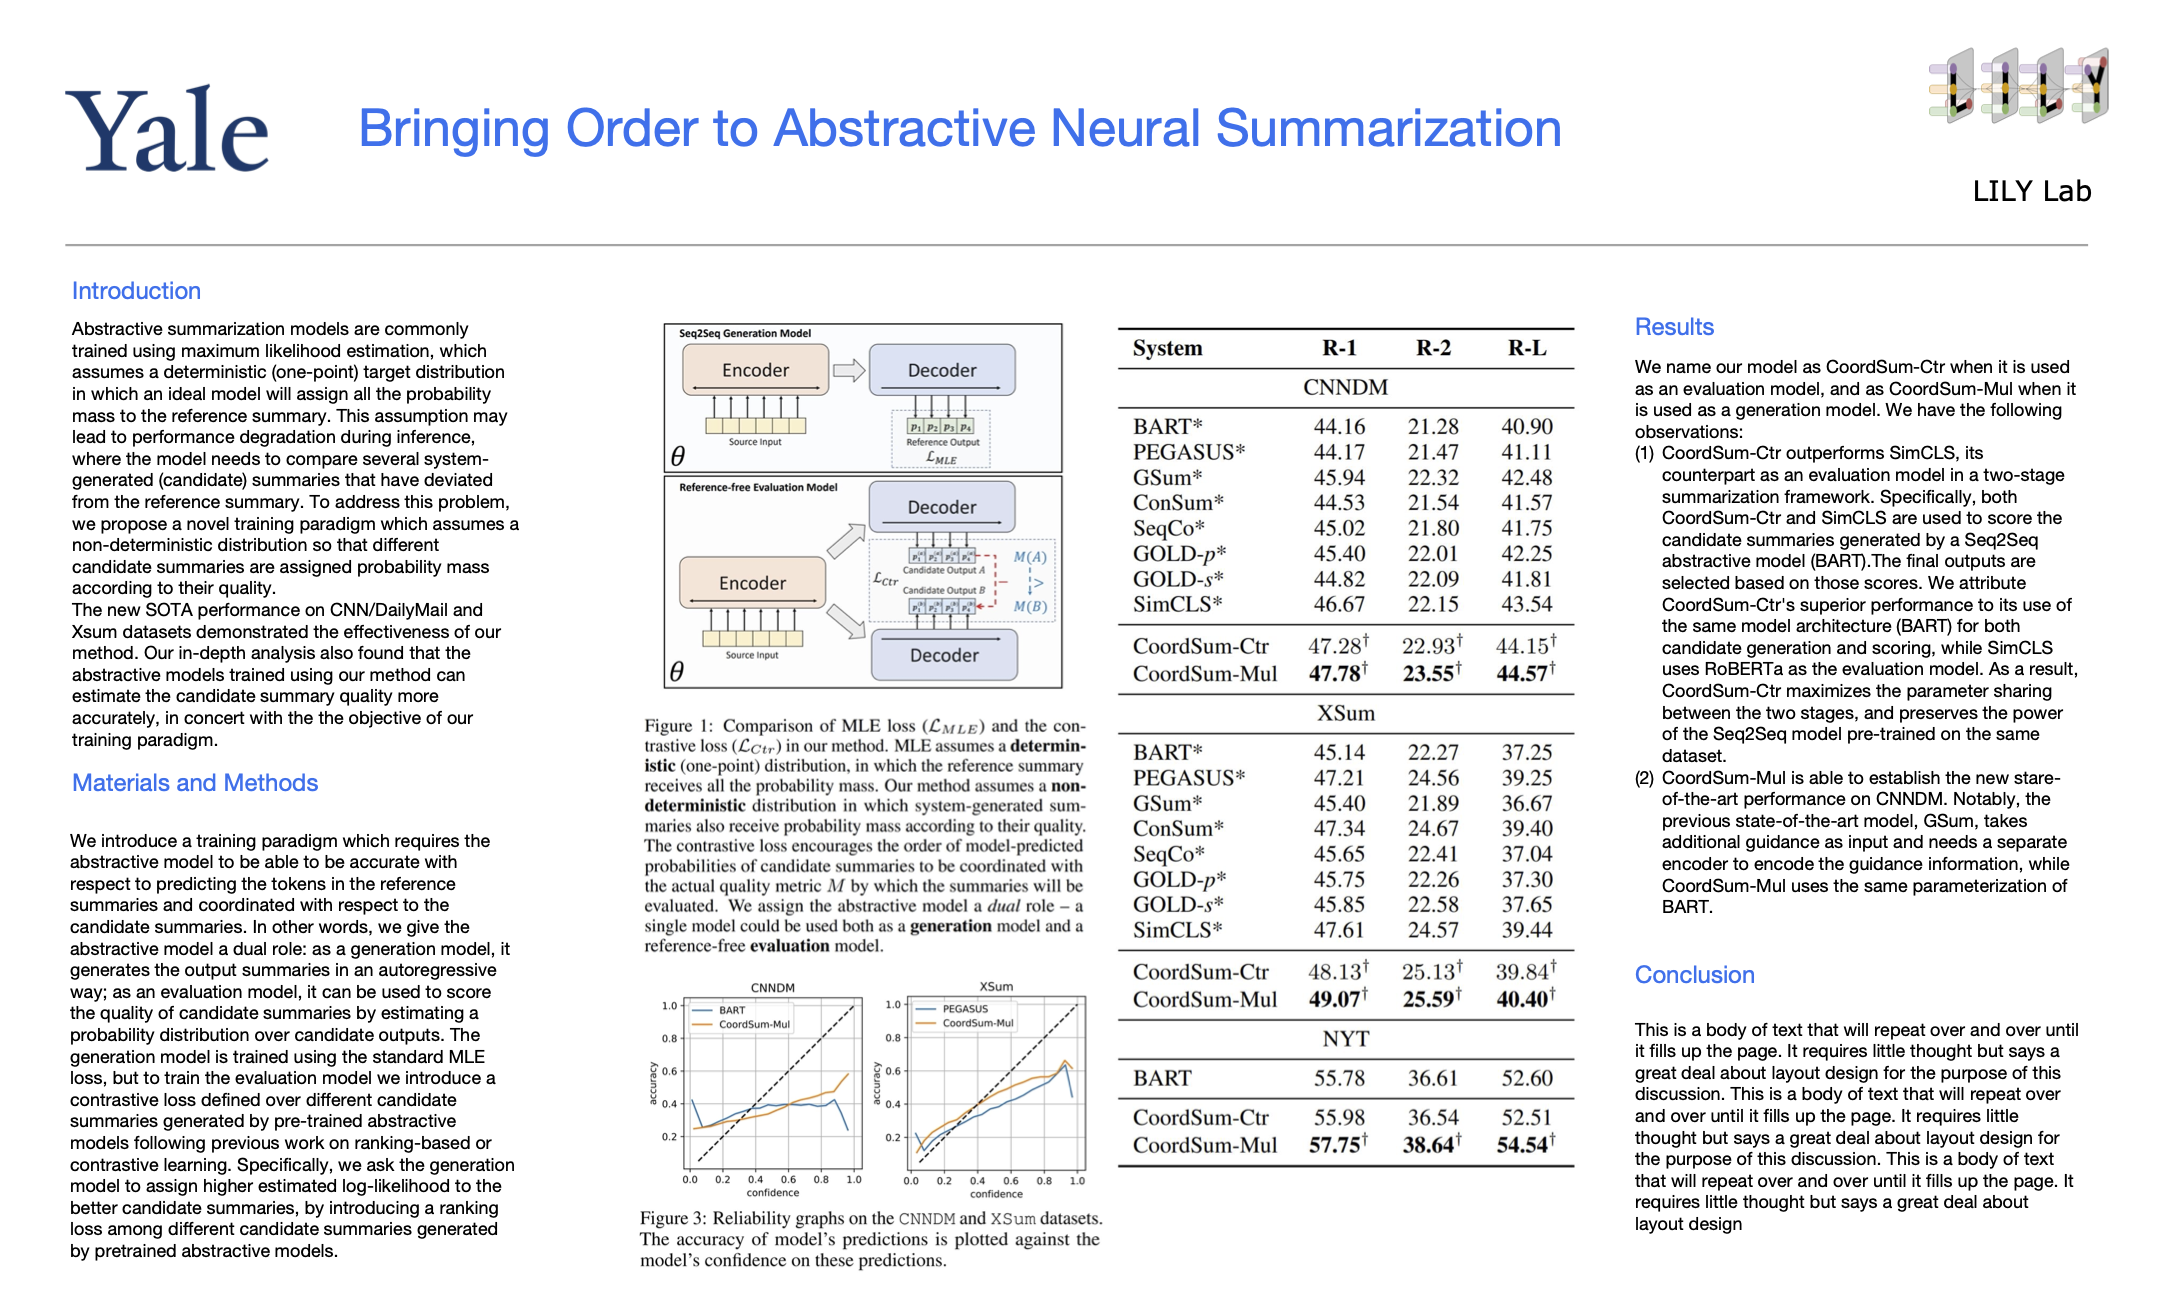 Yale
Bringing Order to Abstractive Neural Summarization
LILY
LILY Lab
Introduction
Abstractive summarization models are commonly
trained using maximum likelihood estimation, which
assumes a deterministic (one-point) target distribution
in which an ideal model will assign all the probability
mass to the reference summary. This assumption may
lead to performance degradation during inference,
where the model needs to compare several system-
generated (candidate) summaries that have deviated
from the reference summary. To address this problem,
we propose a novel training paradigm which assumes a
non-deterministic distribution so that different
candidate summaries are assigned probability mass
according to their quality.
The new SOTA performance on CNN/DailyMail and
Xsum datasets demonstrated the effectiveness of our
method. Our in-depth analysis also found that the
abstractive models trained using our method can
estimate the candidate summary quality more
accurately, in concert with the the objective of our
training paradigm.
Materials and Methods
We introduce a training paradigm which requires the
abstractive model to be able to be accurate with
respect to predicting the tokens in the reference
summaries and coordinated with respect to the
candidate summaries. In other words, we give the
abstractive model a dual role: as a generation model, it
generates the output summaries in an autoregressive
way; as an evaluation model, it can be used to score
the quality of candidate summaries by estimating a
probability distribution over candidate outputs. The
generation model is trained using the standard MLE
loss, but to train the evaluation model we introduce a
contrastive loss defined over different candidate
summaries generated by pre-trained abstractive
models following previous work on ranking-based or
contrastive learning. Specifically, we ask the generation
model to assign higher estimated log-likelihood to the
better candidate summaries, by introducing a ranking
loss among different candidate summaries generated
by pretrained abstractive models.
Seq2Seq Generation Model
Encoder
Decoder
p1 p2 p3 p4
Source Input
Reference Output
ℒMLE
θ
Reference-free Evaluation Model
Decoder
Encoder
ℒCtr
Candidate Output A
M(A)
>
Candidate Output B
M(B)
Source Input
Decoder
θ
Figure 1: Comparison of MLE loss (ℒMLE) and the con-
trastive loss (ℒCtr) in our method. MLE assumes a determin-
istic (one-point) distribution, in which the reference summary
receives all the probability mass. Our method assumes a non-
deterministic distribution in which system-generated sum-
maries also receive probability mass according to their quality.
The contrastive loss encourages the order of model-predicted
probabilities of candidate summaries to be coordinated with
the actual quality metric M by which the summaries will be
evaluated. We assign the abstractive model a dual role – a
single model could be used both as a generation model and a
reference-free evaluation model.
CNNDM
BART
CoordSum-Mul
accuracy
1.0
0.8
0.6
0.4
0.2
0.0 0.2 0.4 0.6 0.8 1.0
confidence
XSum
PEGASUS
CoordSum-Mul
accuracy
1.0
0.8
0.6
0.4
0.2
0.0 0.2 0.4 0.6 0.8 1.0
confidence
Figure 3: Reliability graphs on the CNNDM and XSum datasets.
The accuracy of model's predictions is plotted against the
model's confidence on these predictions.
System R-1 R-2 R-L
CNNDM
BART* 44.16 21.28 40.90
PEGASUS* 44.17 21.47 41.11
GSum* 45.94 22.32 42.48
ConSum* 44.53 21.54 41.57
SeqCo* 45.02 21.80 41.75
GOLD-p* 45.40 22.01 42.25
GOLD-s* 44.82 22.09 41.81
SimCLS* 46.67 22.15 43.54
CoordSum-Ctr 47.28† 22.93† 44.15†
CoordSum-Mul 47.78† 23.55† 44.57†
XSum
BART* 45.14 22.27 37.25
PEGASUS* 47.21 24.56 39.25
GSum* 45.40 21.89 36.67
ConSum* 47.34 24.67 39.40
SeqCo* 45.65 22.41 37.04
GOLD-p* 45.75 22.26 37.30
GOLD-s* 45.85 22.58 37.65
SimCLS* 47.61 24.57 39.44
CoordSum-Ctr 48.13† 25.13† 39.84†
CoordSum-Mul 49.07† 25.59† 40.40†
NYT
BART 55.78 36.61 52.60
CoordSum-Ctr 55.98 36.54 52.51
CoordSum-Mul 57.75† 38.64† 54.54†
Results
We name our model as CoordSum-Ctr when it is used
as an evaluation model, and as CoordSum-Mul when it
is used as a generation model. We have the following
observations:
(1) CoordSum-Ctr outperforms SimCLS, its
counterpart as an evaluation model in a two-stage
summarization framework. Specifically, both
CoordSum-Ctr and SimCLS are used to score the
candidate summaries generated by a Seq2Seq
abstractive model (BART).The final outputs are
selected based on those scores. We attribute
CoordSum-Ctr's superior performance to its use of
the same model architecture (BART) for both
candidate generation and scoring, while SimCLS
uses RoBERTa as the evaluation model. As a result,
CoordSum-Ctr maximizes the parameter sharing
between the two stages, and preserves the power
of the Seq2Seq model pre-trained on the same
dataset.
(2) CoordSum-Mul is able to establish the new stare-
of-the-art performance on CNNDM. Notably, the
previous state-of-the-art model, GSum, takes
additional guidance as input and needs a separate
encoder to encode the guidance information, while
CoordSum-Mul uses the same parameterization of
BART.
Conclusion
This is a body of text that will repeat over and over until
it fills up the page. It requires little thought but says a
great deal about layout design for the purpose of this
discussion. This is a body of text that will repeat over
and over until it fills up the page. It requires little
thought but says a great deal about layout design for
the purpose of this discussion. This is a body of text
that will repeat over and over until it fills up the page. It
requires little thought but says a great deal about
layout design